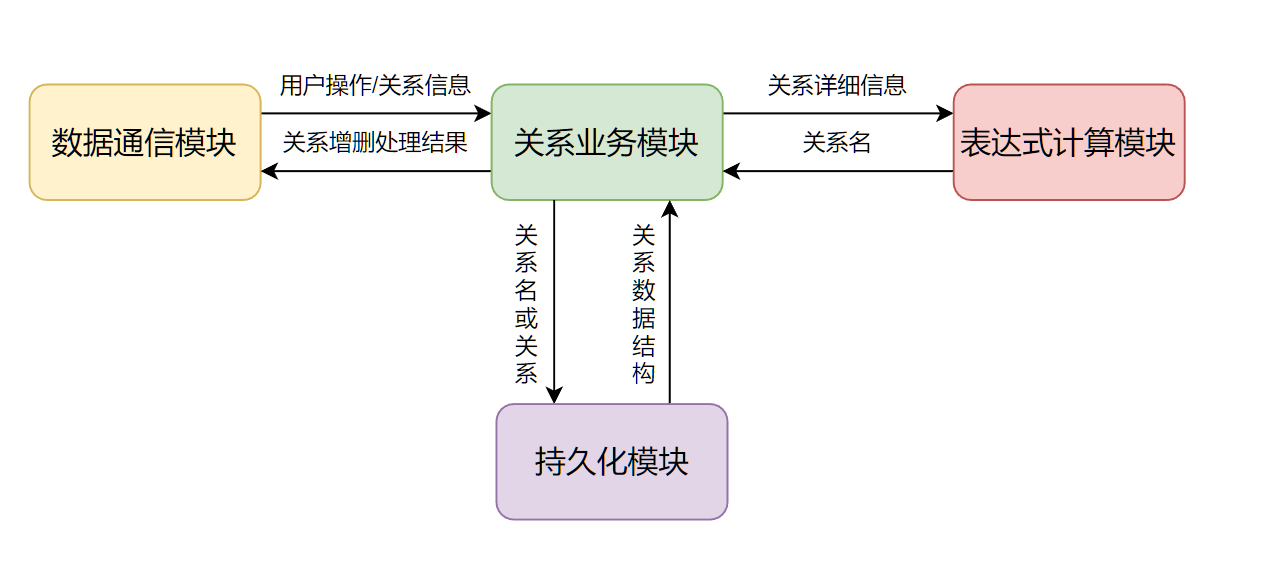 用户操作/关系信息
关系详细信息
数据通信模块
关系增删处理结果
关系业务模块
关系名
表达式计算模块
关系名或关系
关系数据结构
持久化模块